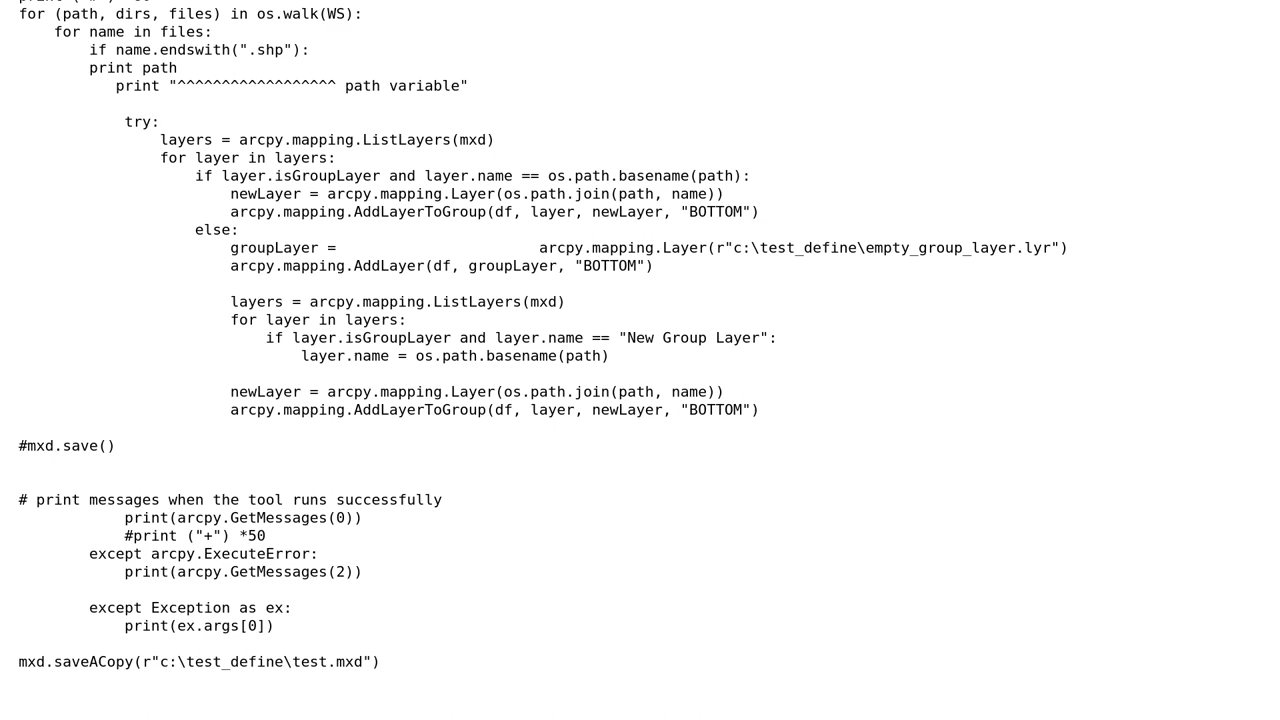 for (path, dirs, files) in os.walk(WS):
    for name in files:
        if name.endswith(".shp"):
        print path
           print "^^^^^^^^^^^^^^^^^^ path variable"

            try:
                layers = arcpy.mapping.ListLayers(mxd)
                for layer in layers:
                    if layer.isGroupLayer and layer.name == os.path.basename(path):
                        newLayer = arcpy.mapping.Layer(os.path.join(path, name))
                        arcpy.mapping.AddLayerToGroup(df, layer, newLayer, "BOTTOM")
                    else:
                        groupLayer =                       arcpy.mapping.Layer(r"c:\test_define\empty_group_layer.lyr")
                        arcpy.mapping.AddLayer(df, groupLayer, "BOTTOM")

                        layers = arcpy.mapping.ListLayers(mxd)
                        for layer in layers:
                            if layer.isGroupLayer and layer.name == "New Group Layer":
                                layer.name = os.path.basename(path)

                        newLayer = arcpy.mapping.Layer(os.path.join(path, name))
                        arcpy.mapping.AddLayerToGroup(df, layer, newLayer, "BOTTOM")

#mxd.save()


# print messages when the tool runs successfully
            print(arcpy.GetMessages(0))
            #print ("+") *50
        except arcpy.ExecuteError:
            print(arcpy.GetMessages(2))

        except Exception as ex:
            print(ex.args[0])

mxd.saveACopy(r"c:\test_define\test.mxd")